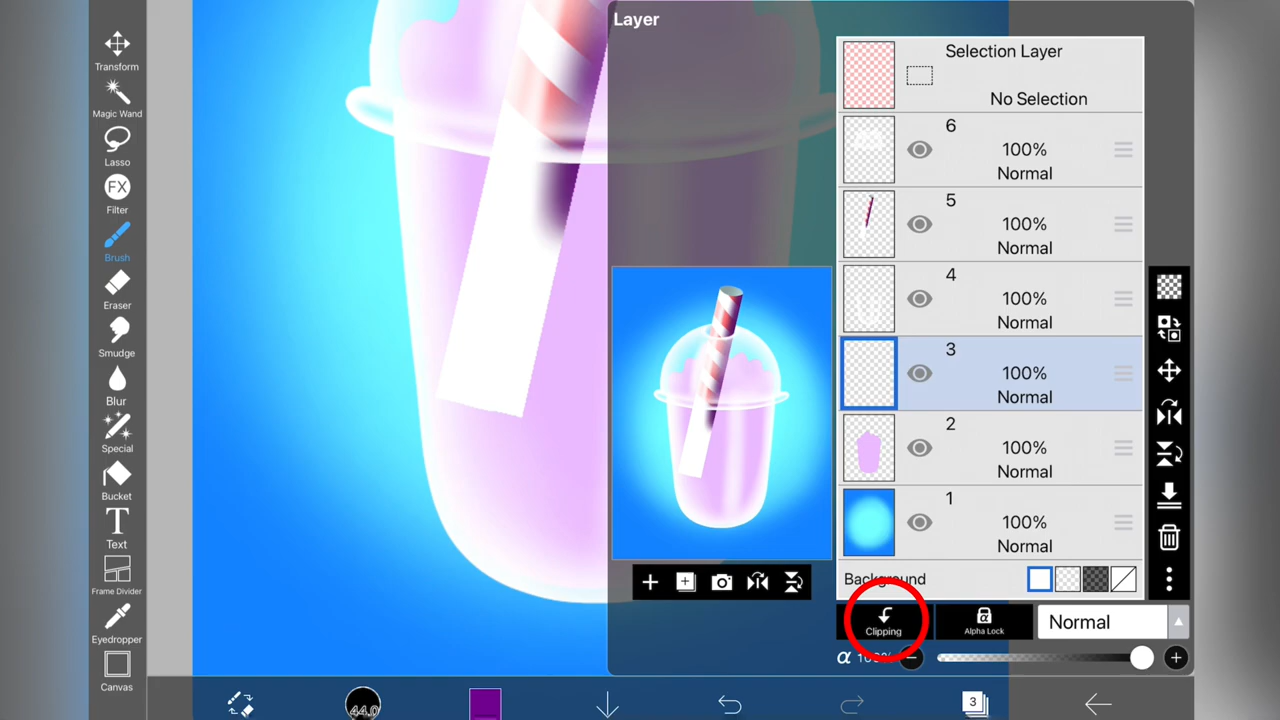 Layer
Transform
Magic Wand
Lasso
FX
Filter
Brush
Eraser
Smudge
Blur
Special
Bucket
T
Text
Frame Divider
Eyedropper
Canvas
Selection Layer
No Selection
6
100%
Normal
5
100%
Normal
4
100%
Normal
3
100%
Normal
2
100%
Normal
1
100%
Normal
Background
Clipping
α
Alpha Lock
Normal
α 100%
44.0
3